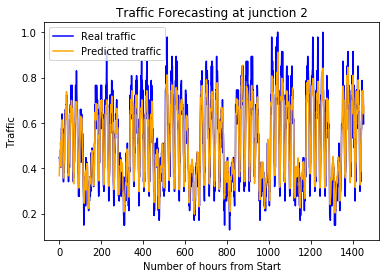 Traffic Forecasting at junction 2
Real traffic
Predicted traffic
Traffic
1.0
0.8
0.6
0.4
0.2
0 200 400 600 800 1000 1200 1400
Number of hours from Start